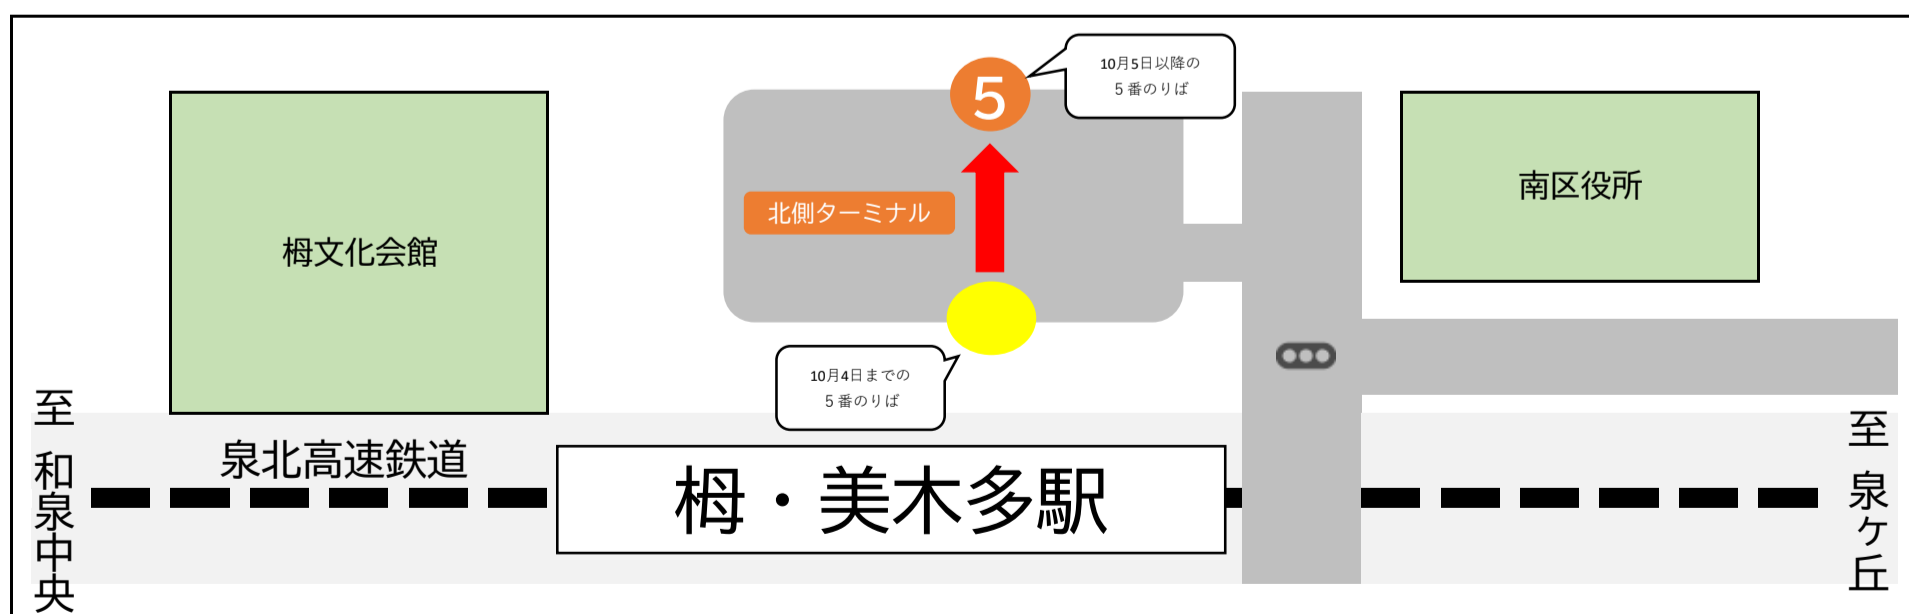 10月5日以降の
5番のりば
5
北側ターミナル
南区役所
栂文化会館
10月4日までの
5番のりば
至 和泉中央
泉北高速鉄道
栂・美木多駅
至 泉ケ丘